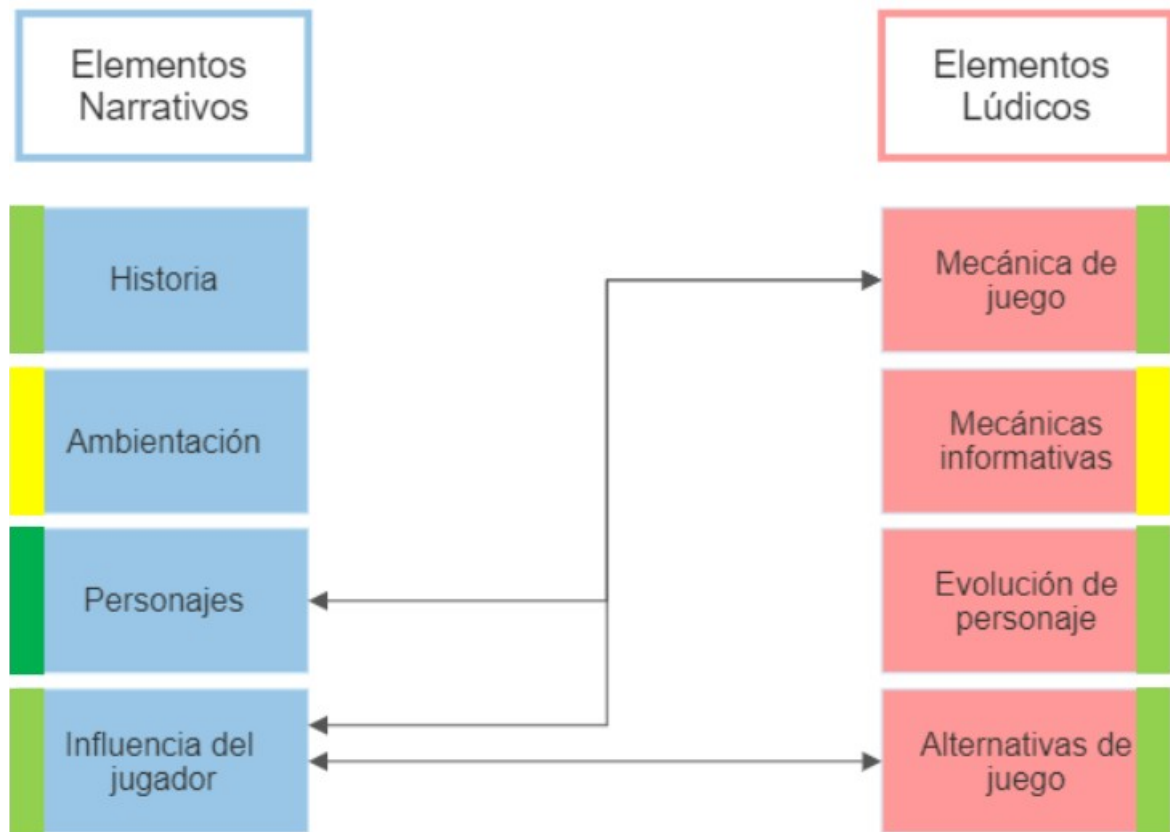 Elementos
Narrativos
Elementos
Lúdicos
Historia
Mecánica de
juego
Ambientación
Mecánicas
informativas
Personajes
Evolución de
personaje
Influencia del
jugador
Alternativas de
juego